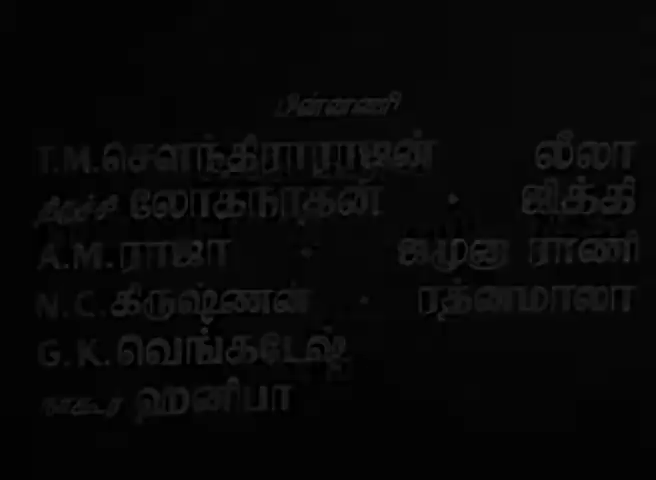 பின்னணி
T.M.சௌந்திரராஜன் லீலா
திருச்சி லோகநாதன் ஜிக்கி
A.M.ராஜா ஜமுனா ராணி
N.C.கிருஷ்ணன் ரத்னமாலா
G.K.வெங்கடேஷ்
நாகூர் ஹனிபா